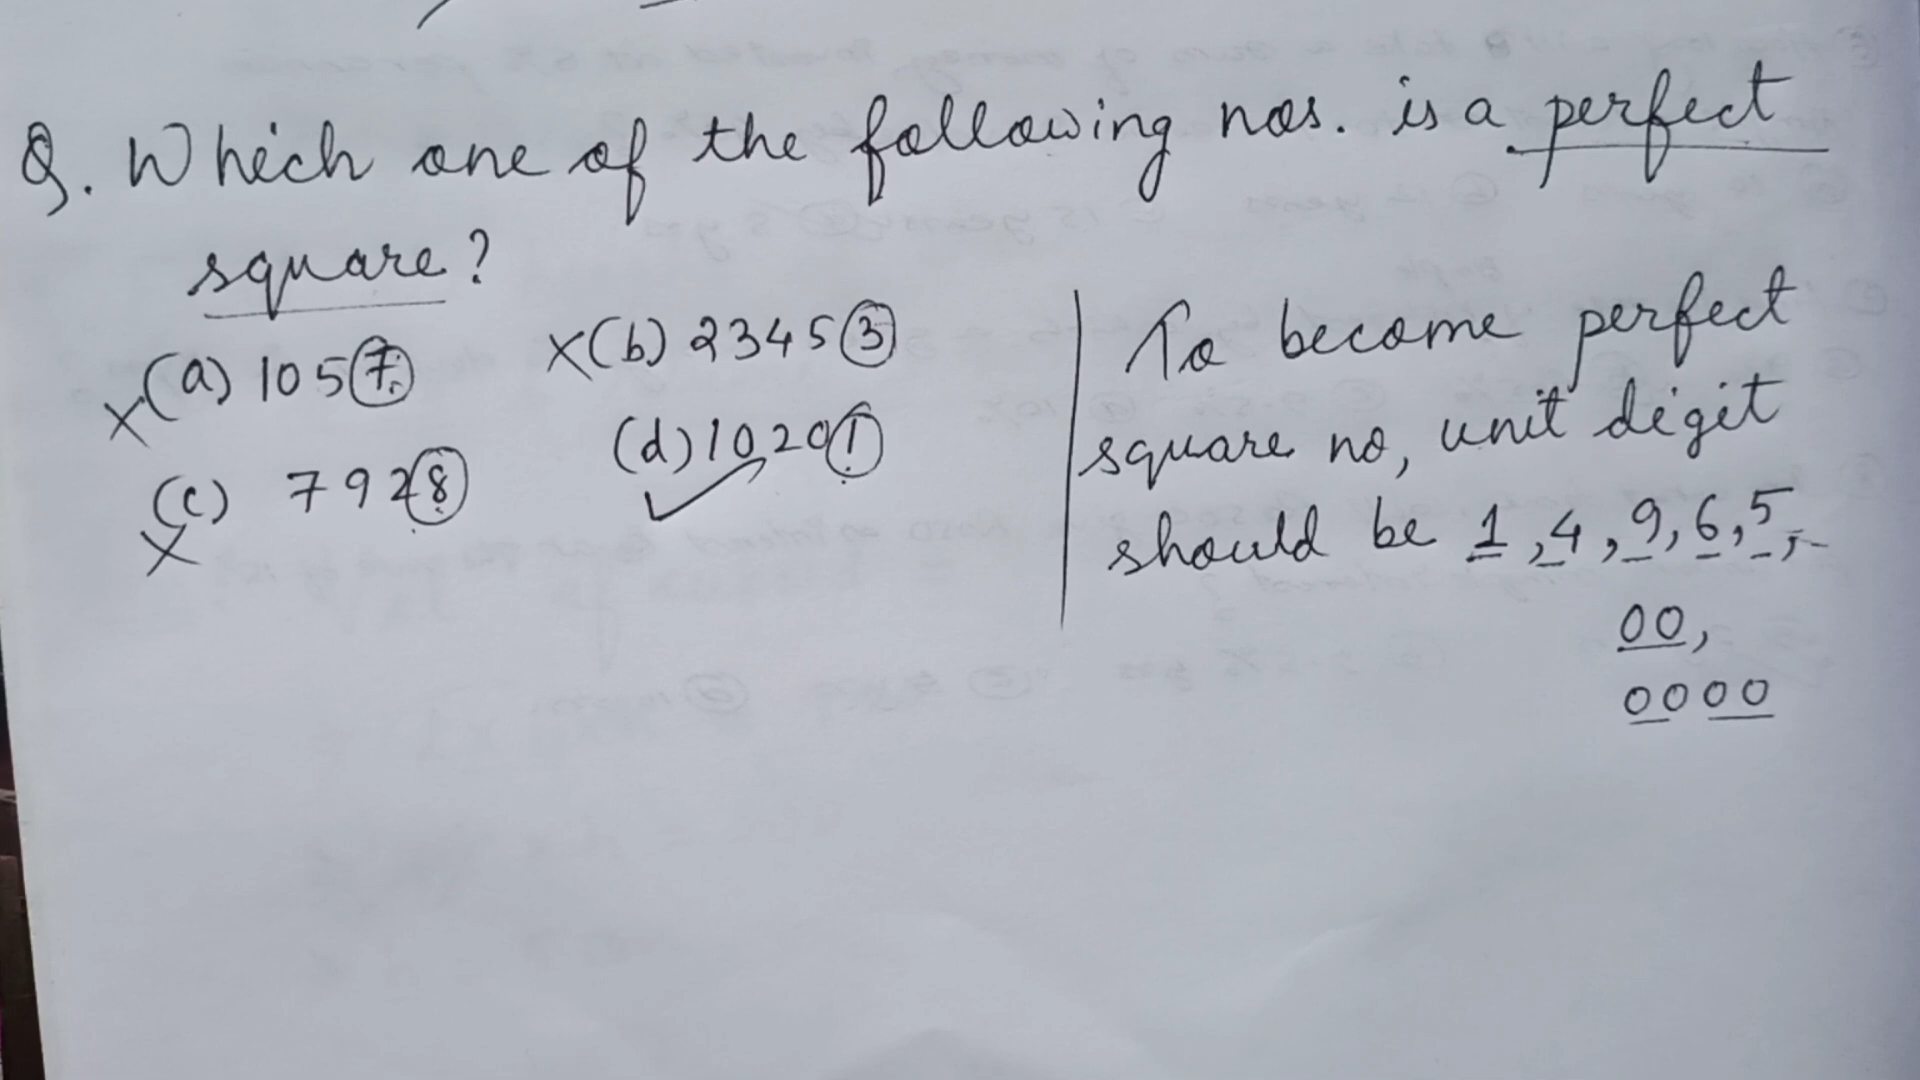 Q. Which one of the following nos. is a perfect
square?
X (a) 1057 X (b) 23453
X (c) 7928 (d) 10201 ✓
To become perfect
square no, unit digit
should be 1, 4, 9, 6, 5,
00,
0000